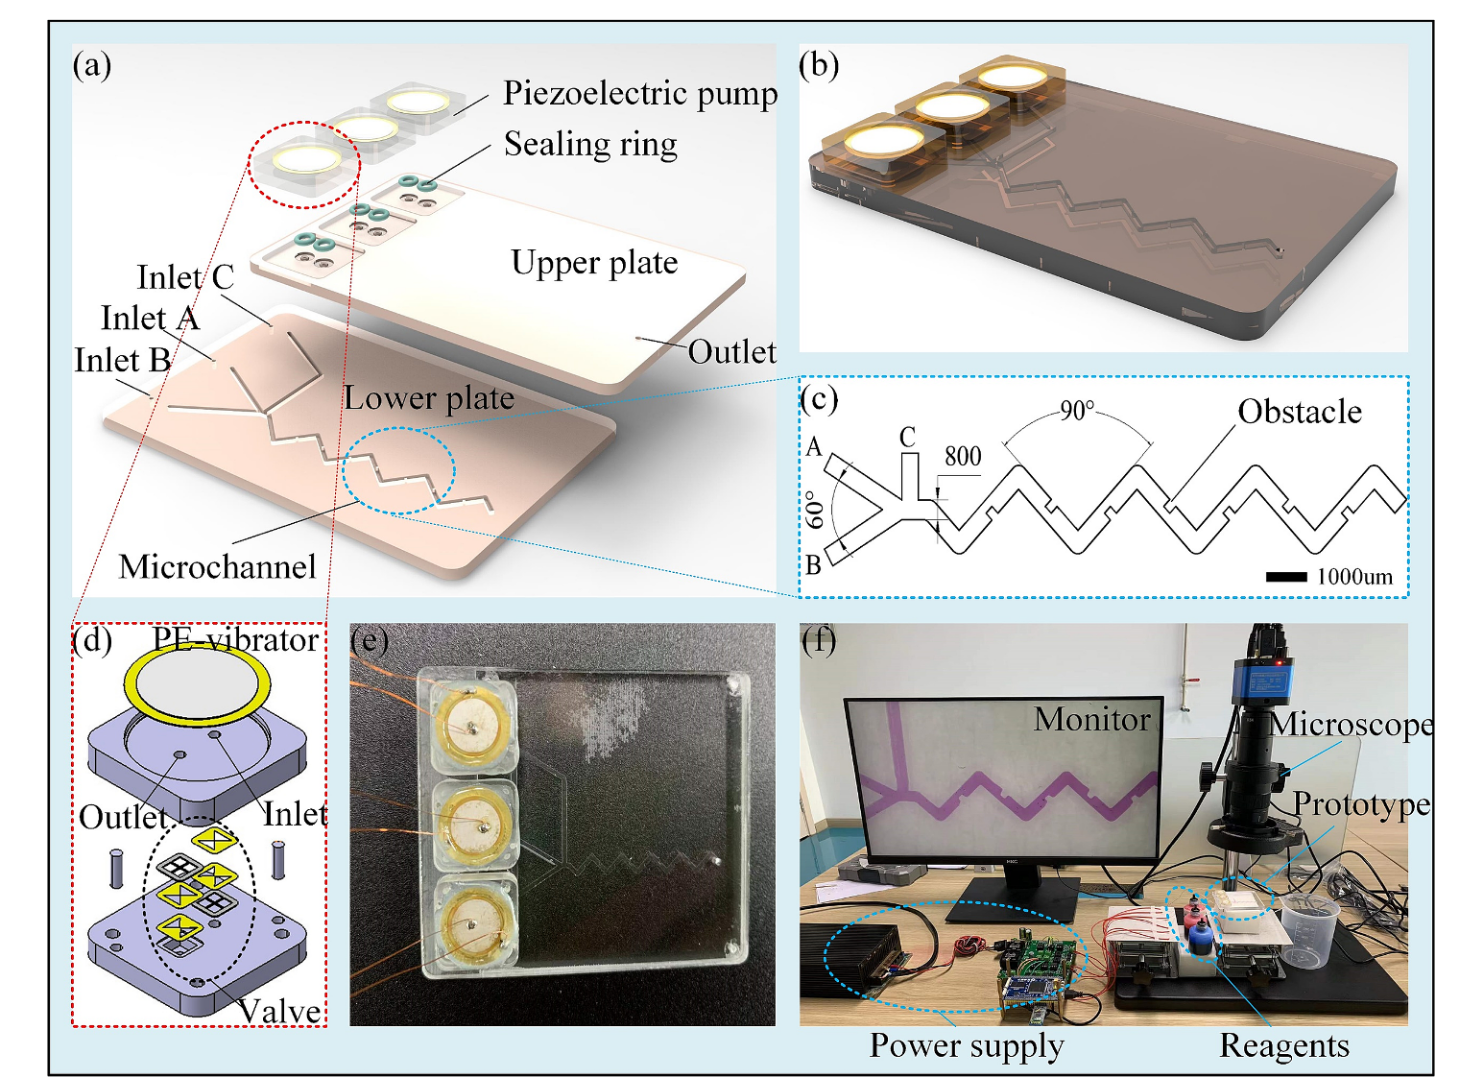 (a)
Piezoelectric pump
Sealing ring
Upper plate
Inlet C
Inlet A
Inlet B
Outlet
Lower plate
Microchannel
(b)
(c)
90°
Obstacle
A
C
800
60°
B
1000um
(d)
PE-vibrator
Outlet
Inlet
Valve
(e)
(f)
Monitor
Microscope
Prototype
Power supply
Reagents